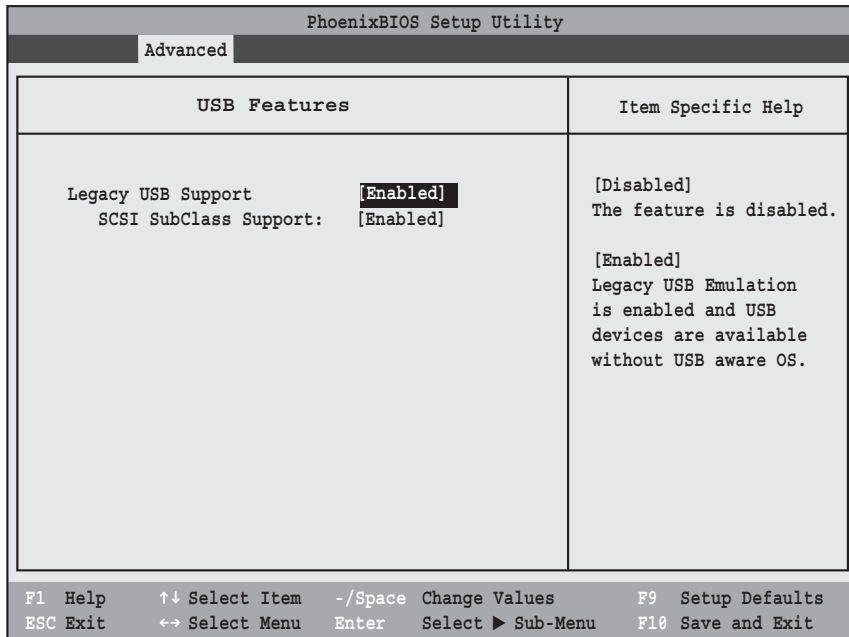 PhoenixBIOS Setup Utility
Advanced
USB Features
Item Specific Help
Legacy USB Support [Enabled]
SCSI SubClass Support: [Enabled]
[Disabled]
The feature is disabled.
[Enabled]
Legacy USB Emulation
is enabled and USB
devices are available
without USB aware OS.
F1 Help ↑↓ Select Item -/Space Change Values F9 Setup Defaults
ESC Exit ←→ Select Menu Enter Select ▶ Sub-Menu F10 Save and Exit